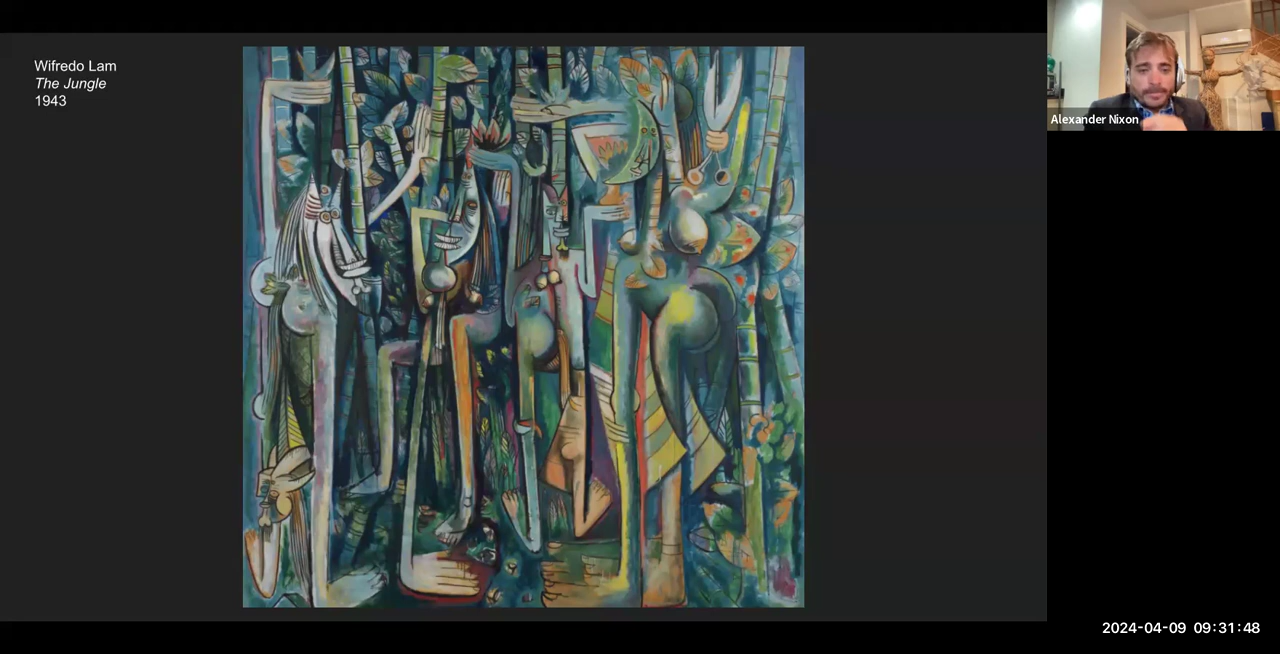 Wifredo Lam
The Jungle
1943
Alexander Nixon
2024-04-09 09:31:48